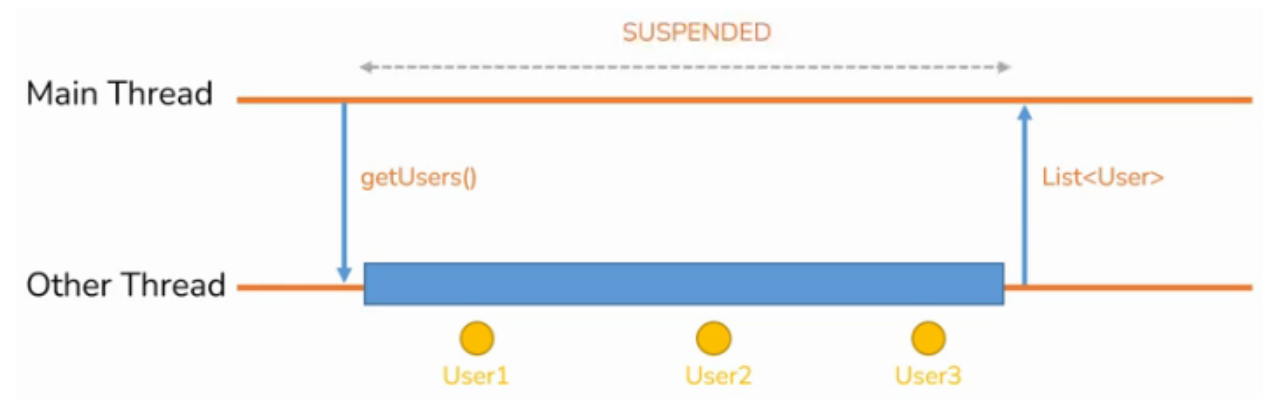 SUSPENDED
Main Thread
getUsers()
List<User>
Other Thread
User1
User2
User3